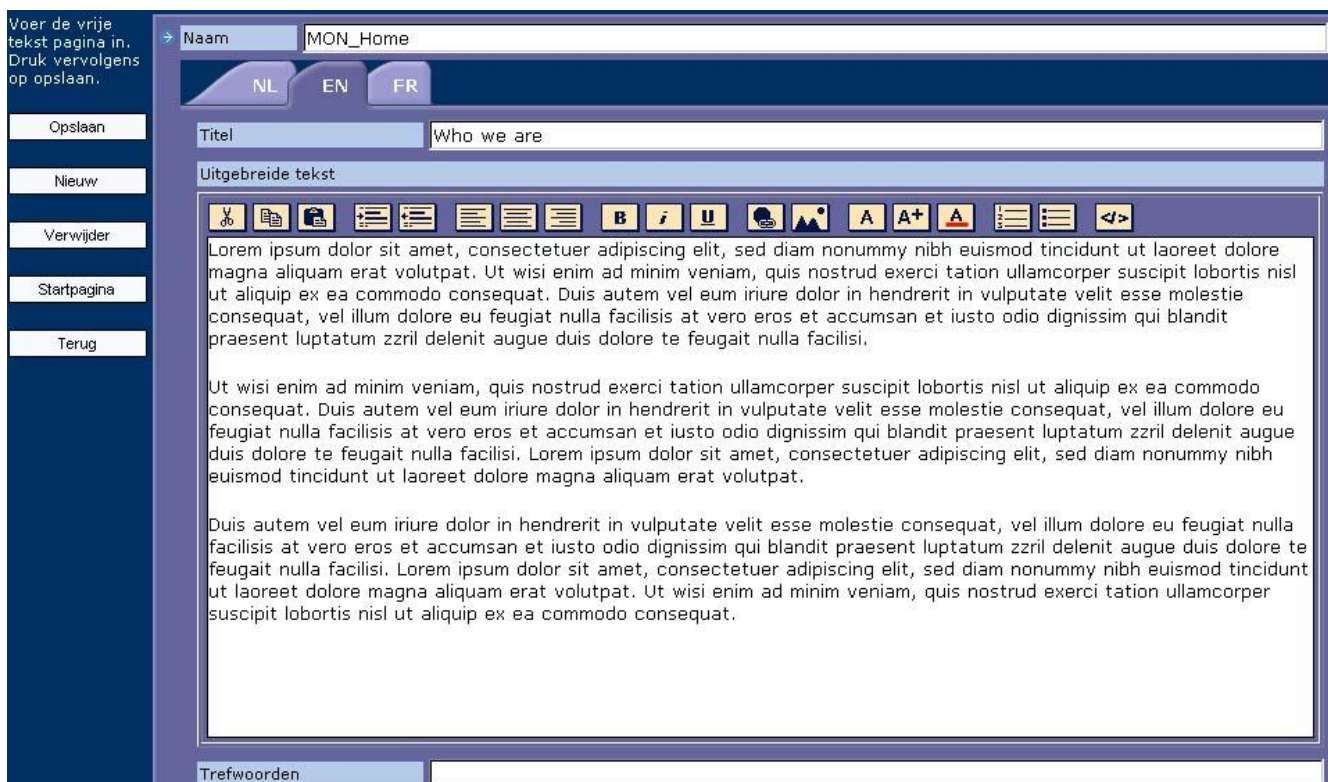 Voer de vrije
tekst pagina in.
Druk vervolgens
op opslaan.
Opslaan
Nieuw
Verwijder
Startpagina
Terug
Naam MON_Home
NL EN FR
Titel Who we are
Uitgebreide tekst
B i U A A+ A </>
Lorem ipsum dolor sit amet, consectetuer adipiscing elit, sed diam nonummy nibh euismod tincidunt ut laoreet dolore
magna aliquam erat volutpat. Ut wisi enim ad minim veniam, quis nostrud exerci tation ullamcorper suscipit lobortis nisl
ut aliquip ex ea commodo consequat. Duis autem vel eum iriure dolor in hendrerit in vulputate velit esse molestie
consequat, vel illum dolore eu feugiat nulla facilisis at vero eros et accumsan et iusto odio dignissim qui blandit
praesent luptatum zzril delenit augue duis dolore te feugait nulla facilisi.
Ut wisi enim ad minim veniam, quis nostrud exerci tation ullamcorper suscipit lobortis nisl ut aliquip ex ea commodo
consequat. Duis autem vel eum iriure dolor in hendrerit in vulputate velit esse molestie consequat, vel illum dolore eu
feugiat nulla facilisis at vero eros et accumsan et iusto odio dignissim qui blandit praesent luptatum zzril delenit augue
duis dolore te feugait nulla facilisi. Lorem ipsum dolor sit amet, consectetuer adipiscing elit, sed diam nonummy nibh
euismod tincidunt ut laoreet dolore magna aliquam erat volutpat.
Duis autem vel eum iriure dolor in hendrerit in vulputate velit esse molestie consequat, vel illum dolore eu feugiat nulla
facilisis at vero eros et accumsan et iusto odio dignissim qui blandit praesent luptatum zzril delenit augue duis dolore te
feugait nulla facilisi. Lorem ipsum dolor sit amet, consectetuer adipiscing elit, sed diam nonummy nibh euismod tincidunt
ut laoreet dolore magna aliquam erat volutpat. Ut wisi enim ad minim veniam, quis nostrud exerci tation ullamcorper
suscipit lobortis nisl ut aliquip ex ea commodo consequat.
Trefwoorden